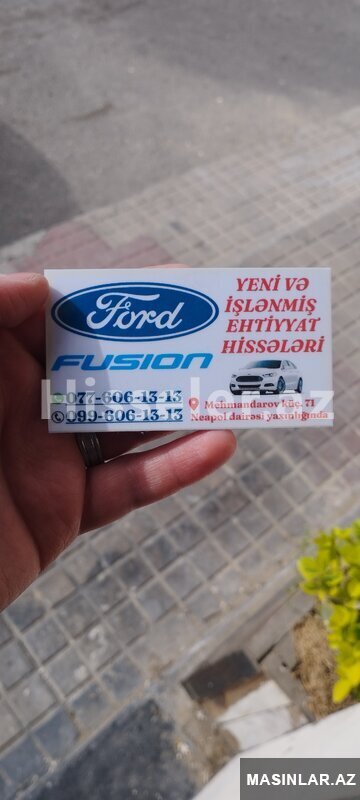 Ford
FUSION
YENİ VƏ
İŞLƏNMİŞ
EHTİYYAT
HİSSƏLƏRİ
077-606-13-13
099-606-13-13
Mehmandarov küç. 71
Neapol dairəsi yaxınlığında
MASINLAR.AZ